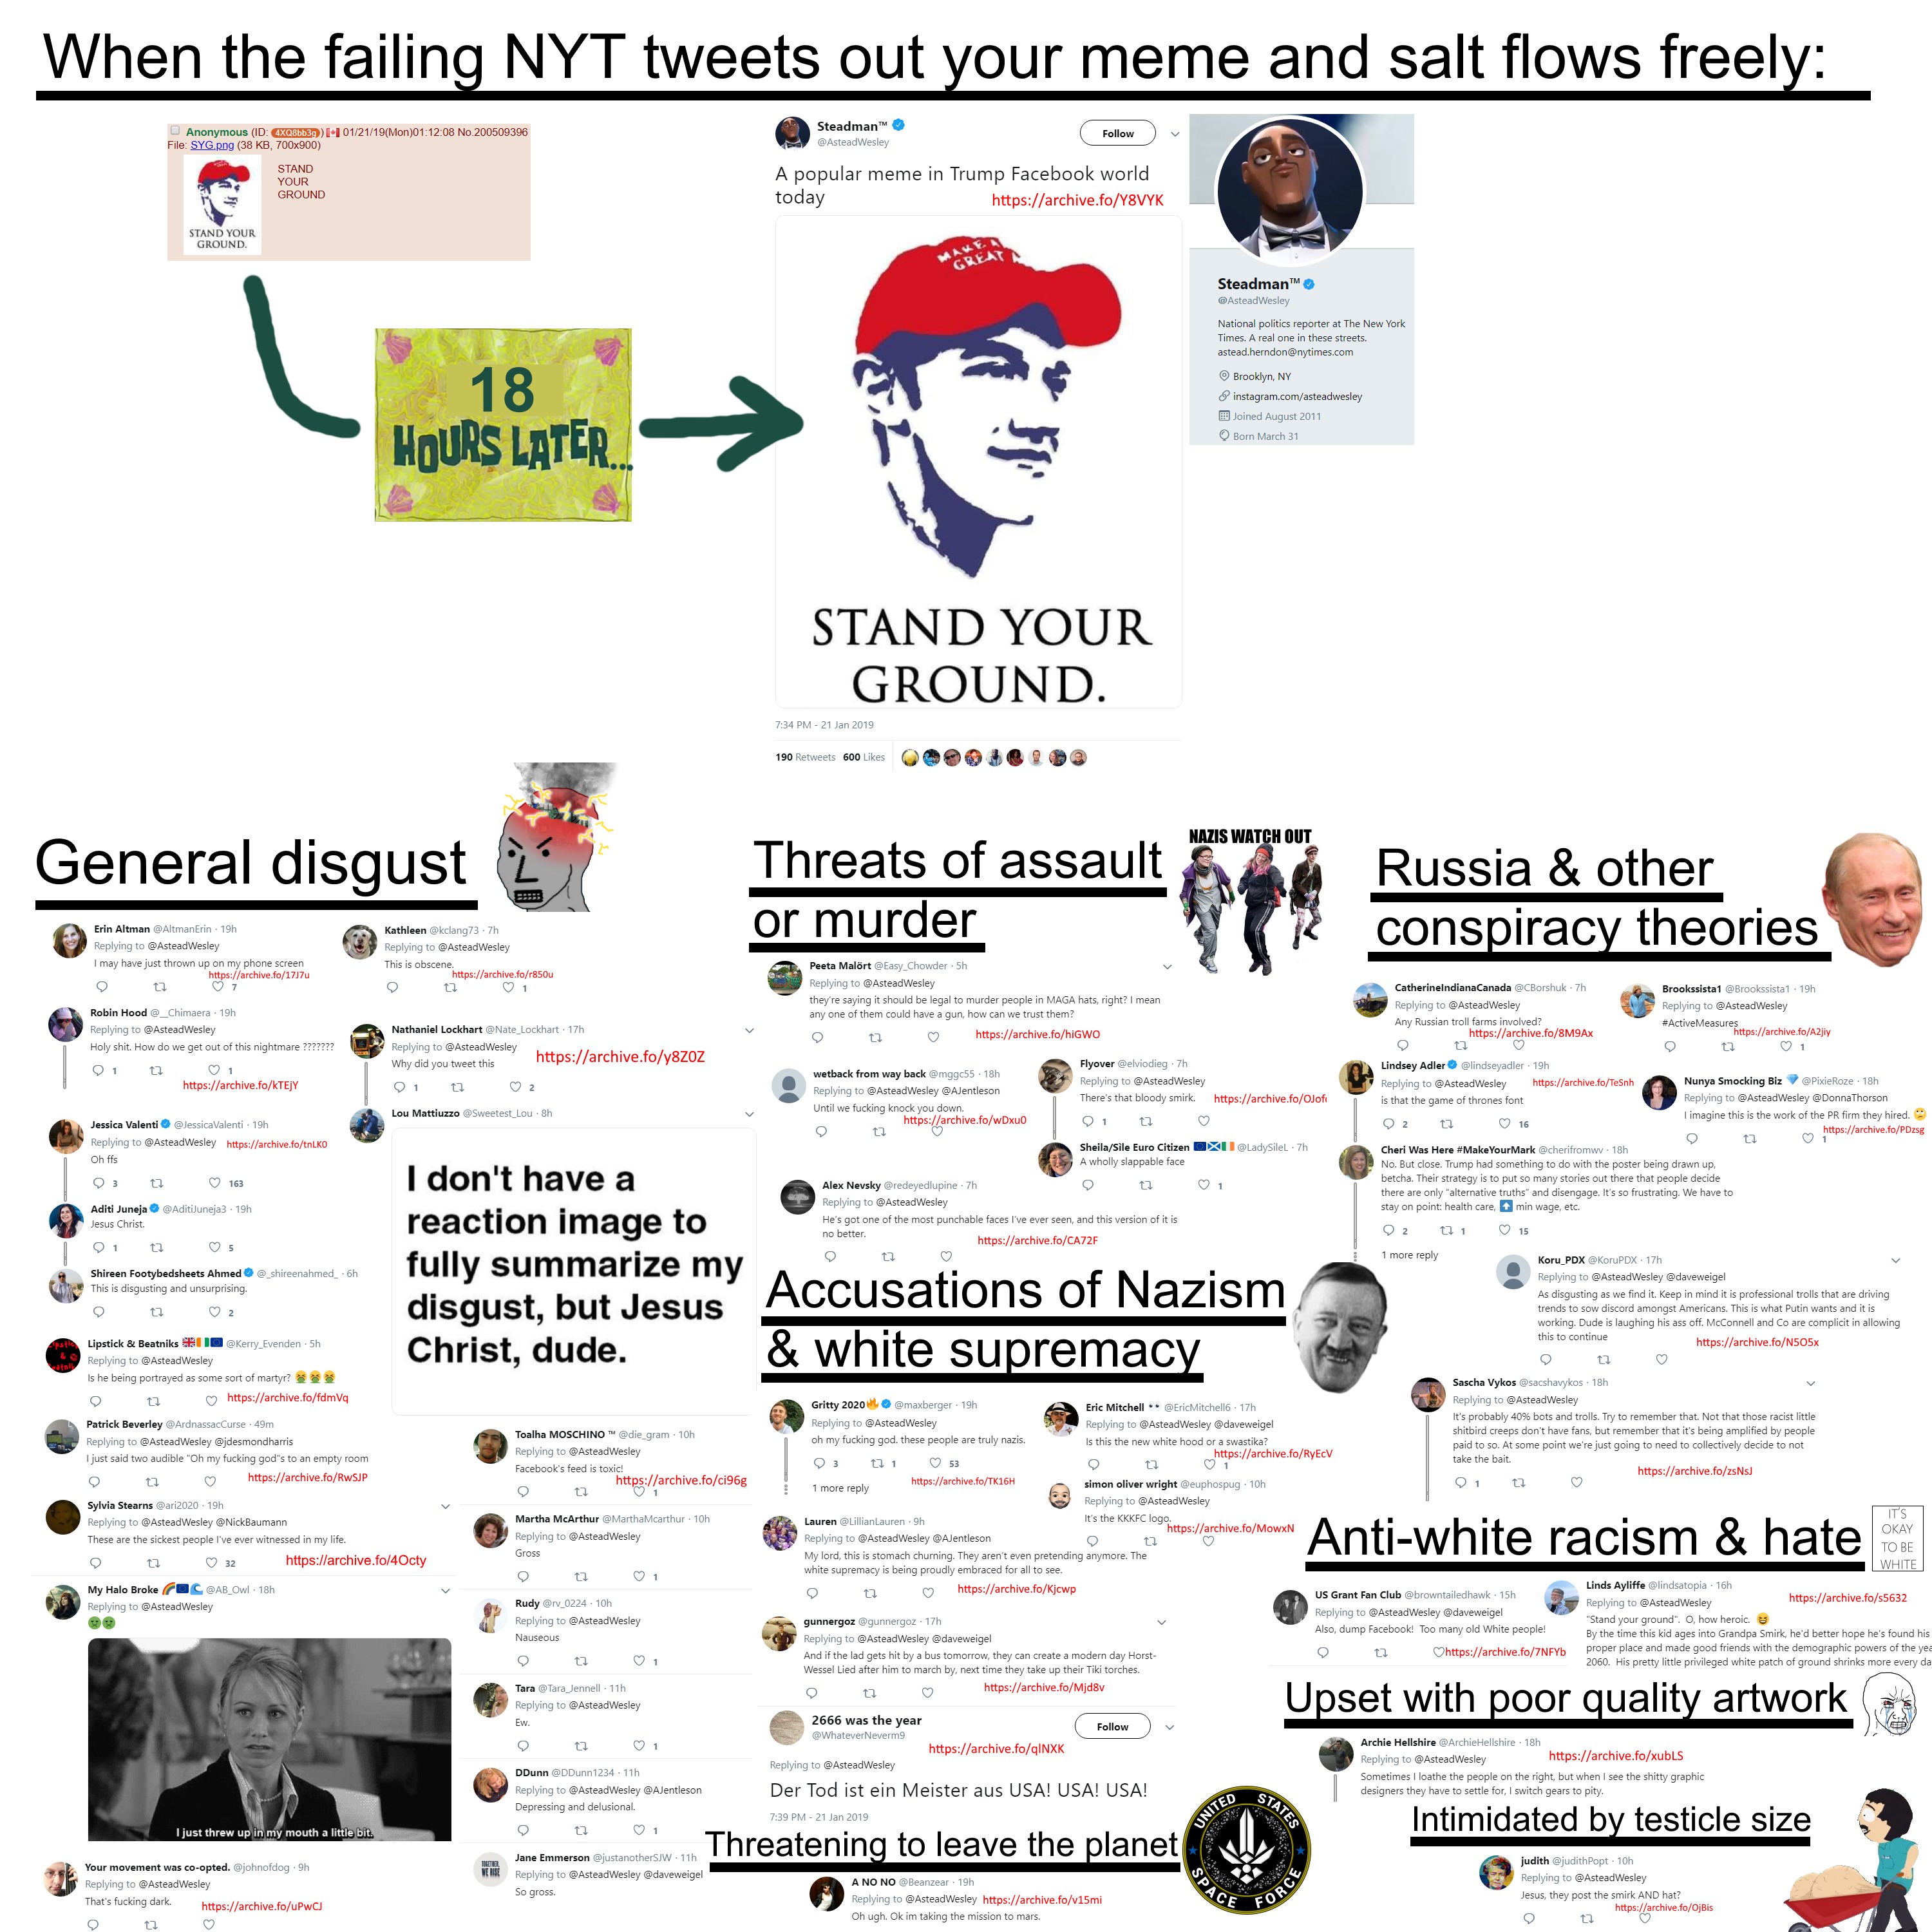 When the failing NYT tweets out your meme and salt flows freely:
Anonymous (ID: 4XQ8bb3g) 01/21/19(Mon)01:12:08 No.200509396
File: SYG.png (38 KB, 700x900)
STAND
YOUR
GROUND
STAND YOUR
GROUND.
18
HOURS LATER...
Steadman™
@AsteadWesley
Follow
A popular meme in Trump Facebook world
today
https://archive.fo/Y8VYK
MAKE A
GREAT
STAND YOUR
GROUND.
7:34 PM - 21 Jan 2019
190 Retweets 600 Likes
Steadman™
@AsteadWesley
National politics reporter at The New York
Times. A real one in these streets.
astead.herndon@nytimes.com
Brooklyn, NY
instagram.com/asteadwesley
Joined August 2011
Born March 31
General disgust
Erin Altman @AltmanErin · 19h
Replying to @AsteadWesley
I may have just thrown up on my phone screen
https://archive.fo/17J7u
7
Kathleen @kclang73 · 7h
Replying to @AsteadWesley
This is obscene.
https://archive.fo/r850u
1
Robin Hood @__Chimaera · 19h
Replying to @AsteadWesley
Holy shit. How do we get out of this nightmare ???????
1 1
https://archive.fo/kTEjY
Nathaniel Lockhart @Nate_Lockhart · 17h
Replying to @AsteadWesley
Why did you tweet this
https://archive.fo/y8Z0Z
1 2
Jessica Valenti @JessicaValenti · 19h
Replying to @AsteadWesley
https://archive.fo/tnLK0
Oh ffs
3 163
Lou Mattiuzzo @Sweetest_Lou · 8h
I don't have a
reaction image to
fully summarize my
disgust, but Jesus
Christ, dude.
Aditi Juneja @AditiJuneja3 · 19h
Jesus Christ.
1 5
Shireen Footybedsheets Ahmed @_shireenahmed_ · 6h
This is disgusting and unsurprising.
2
Lipstick & Beatniks @Kerry_Evenden · 5h
Replying to @AsteadWesley
Is he being portrayed as some sort of martyr?
https://archive.fo/fdmVq
Patrick Beverley @ArdnassacCurse · 49m
Replying to @AsteadWesley @jdesmondharris
I just said two audible "Oh my fucking god"s to an empty room
https://archive.fo/RwSJP
Sylvia Stearns @ari2020 · 19h
Replying to @AsteadWesley @NickBaumann
These are the sickest people I've ever witnessed in my life.
32
https://archive.fo/4Octy
My Halo Broke @AB_Owl · 18h
Replying to @AsteadWesley
I just threw up in my mouth a little bit.
Your movement was co-opted. @johnofdog · 9h
Replying to @AsteadWesley
That's fucking dark.
https://archive.fo/uPwCJ
Toalha MOSCHINO ™ @die_gram · 10h
Replying to @AsteadWesley
Facebook's feed is toxic!
https://archive.fo/ci96g
1
Martha McArthur @MarthaMcarthur · 10h
Replying to @AsteadWesley
Gross
1
Rudy @rv_0224 · 10h
Replying to @AsteadWesley
Nauseous
1
Tara @Tara_Jennell · 11h
Replying to @AsteadWesley
Ew.
1
DDunn @DDunn1234 · 11h
Replying to @AsteadWesley @AJentleson
Depressing and delusional.
1
TOGETHER,
WE RISE
Jane Emmerson @justanotherSJW · 11h
Replying to @AsteadWesley @daveweigel
So gross.
Threats of assault
or murder
NAZIS WATCH OUT
Peeta Malört @Easy_Chowder · 5h
Replying to @AsteadWesley
they're saying it should be legal to murder people in MAGA hats, right? I mean
any one of them could have a gun, how can we trust them?
https://archive.fo/hiGWO
wetback from way back @mggc55 · 18h
Replying to @AsteadWesley @AJentleson
Until we fucking knock you down.
https://archive.fo/wDxu0
Flyover @elviodieg · 7h
Replying to @AsteadWesley
There's that bloody smirk.
https://archive.fo/OJof
1
Sheila/Sile Euro Citizen @LadySileL · 7h
A wholly slappable face
1
Alex Nevsky @redeyedlupine · 7h
Replying to @AsteadWesley
He's got one of the most punchable faces I've ever seen, and this version of it is
no better.
https://archive.fo/CA72F
Accusations of Nazism
& white supremacy
Gritty 2020 @maxberger · 19h
Replying to @AsteadWesley
oh my fucking god. these people are truly nazis.
3 1 53
https://archive.fo/TK16H
1 more reply
Eric Mitchell @EricMitchell6 · 17h
Replying to @AsteadWesley @daveweigel
Is this the new white hood or a swastika?
https://archive.fo/RyEcV
1
simon oliver wright @euphospug · 10h
Replying to @AsteadWesley
It's the KKKFC logo.
https://archive.fo/MowxN
Lauren @LillianLauren · 9h
Replying to @AsteadWesley @AJentleson
My lord, this is stomach churning. They aren't even pretending anymore. The
white supremacy is being proudly embraced for all to see.
https://archive.fo/Kjcwp
gunnergoz @gunnergoz · 17h
Replying to @AsteadWesley @daveweigel
And if the lad gets hit by a bus tomorrow, they can create a modern day Horst-
Wessel Lied after him to march by, next time they take up their Tiki torches.
https://archive.fo/Mjd8v
2666 was the year
@WhateverNeverm9
Follow
https://archive.fo/qlNXK
Replying to @AsteadWesley
Der Tod ist ein Meister aus USA! USA! USA!
7:39 PM - 21 Jan 2019
Threatening to leave the planet
UNITED STATES
SPACE FORCE
A NO NO @Beanzear · 19h
Replying to @AsteadWesley https://archive.fo/v15mi
Oh ugh. Ok im taking the mission to mars.
Russia & other
conspiracy theories
CatherineIndianaCanada @CBorshuk · 7h
Replying to @AsteadWesley
Any Russian troll farms involved?
https://archive.fo/8M9Ax
Brookssista1 @Brookssista1 · 19h
Replying to @AsteadWesley
#ActiveMeasures
https://archive.fo/A2jiy
1
Lindsey Adler @lindseyadler · 19h
Replying to @AsteadWesley
https://archive.fo/TeSnh
is that the game of thrones font
2 16
Nunya Smocking Biz @PixieRoze · 18h
Replying to @AsteadWesley @DonnaThorson
I imagine this is the work of the PR firm they hired.
https://archive.fo/PDzsg
1
Cheri Was Here #MakeYourMark @cherifromwv · 18h
No. But close. Trump had something to do with the poster being drawn up,
betcha. Their strategy is to put so many stories out there that people decide
there are only "alternative truths" and disengage. It's so frustrating. We have to
stay on point: health care, min wage, etc.
2 1 15
1 more reply
Koru_PDX @KoruPDX · 17h
Replying to @AsteadWesley @daveweigel
As disgusting as we find it. Keep in mind it is professional trolls that are driving
trends to sow discord amongst Americans. This is what Putin wants and it is
working. Dude is laughing his ass off. McConnell and Co are complicit in allowing
this to continue
https://archive.fo/N5O5x
Sascha Vykos @sacshavykos · 18h
Replying to @AsteadWesley
It's probably 40% bots and trolls. Try to remember that. Not that those racist little
shitbird creeps don't have fans, but remember that it's being amplified by people
paid to so. At some point we're just going to need to collectively decide to not
take the bait.
https://archive.fo/zsNsJ
1
Anti-white racism & hate
IT'S
OKAY
TO BE
WHITE
US Grant Fan Club @browntailedhawk · 15h
Replying to @AsteadWesley @daveweigel
Also, dump Facebook! Too many old White people!
https://archive.fo/7NFYb
Linds Ayliffe @lindsatopia · 16h
Replying to @AsteadWesley
https://archive.fo/s5632
"Stand your ground". O, how heroic.
By the time this kid ages into Grandpa Smirk, he'd better hope he's found his
proper place and made good friends with the demographic powers of the yea
2060. His pretty little privileged white patch of ground shrinks more every da
Upset with poor quality artwork
Archie Hellshire @ArchieHellshire · 18h
Replying to @AsteadWesley
https://archive.fo/xubLS
Sometimes I loathe the people on the right, but when I see the shitty graphic
designers they have to settle for, I switch gears to pity.
Intimidated by testicle size
judith @judithPopt · 10h
Replying to @AsteadWesley
Jesus, they post the smirk AND hat?
https://archive.fo/OjBis